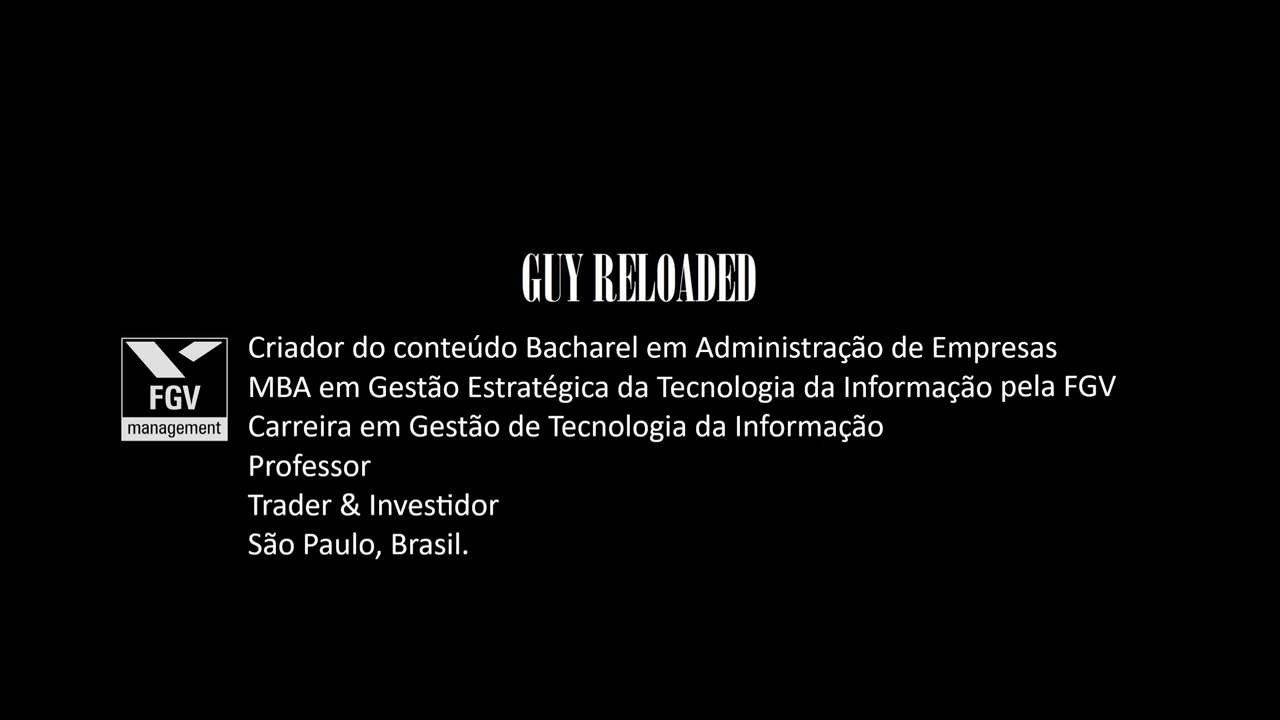 GUY RELOADED
FGV
management
Criador do conteúdo Bacharel em Administração de Empresas
MBA em Gestão Estratégica da Tecnologia da Informação pela FGV
Carreira em Gestão de Tecnologia da Informação
Professor
Trader & Investidor
São Paulo, Brasil.